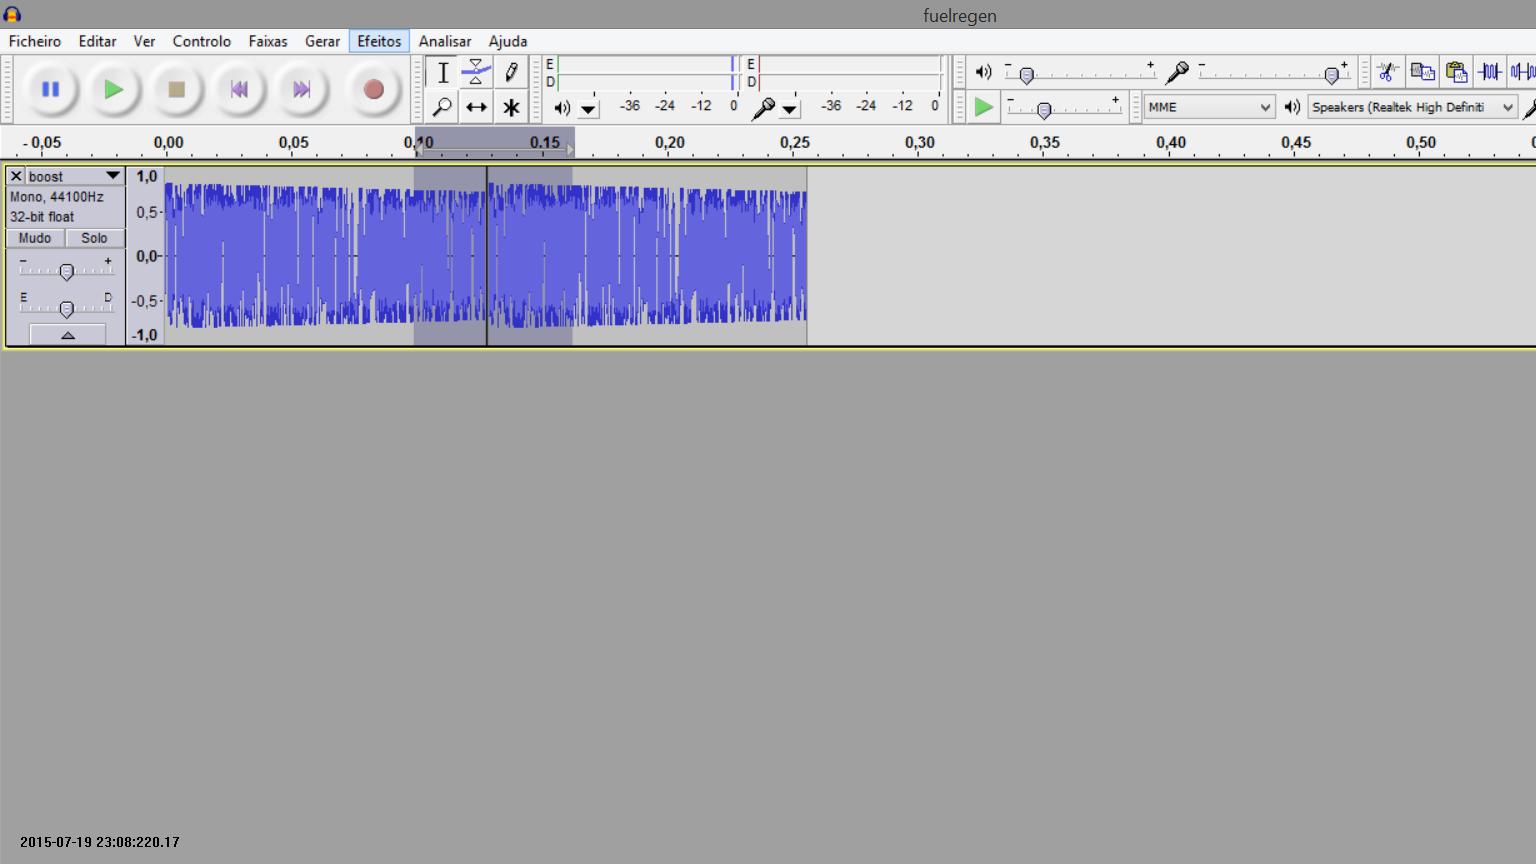 fuelregen
Ficheiro Editar Ver Controlo Faixas Gerar Efeitos Analisar Ajuda
E E
D D
-36 -24 -12 0 -36 -24 -12 0
MME Speakers (Realtek High Definiti
- 0,05 0,00 0,05 0,10 0,15 0,20 0,25 0,30 0,35 0,40 0,45 0,50
boost
Mono, 44100Hz
32-bit float
Mudo Solo
- +
E D
1,0
0,5-
0,0-
-0,5-
-1,0
2015-07-19 23:08:220.17